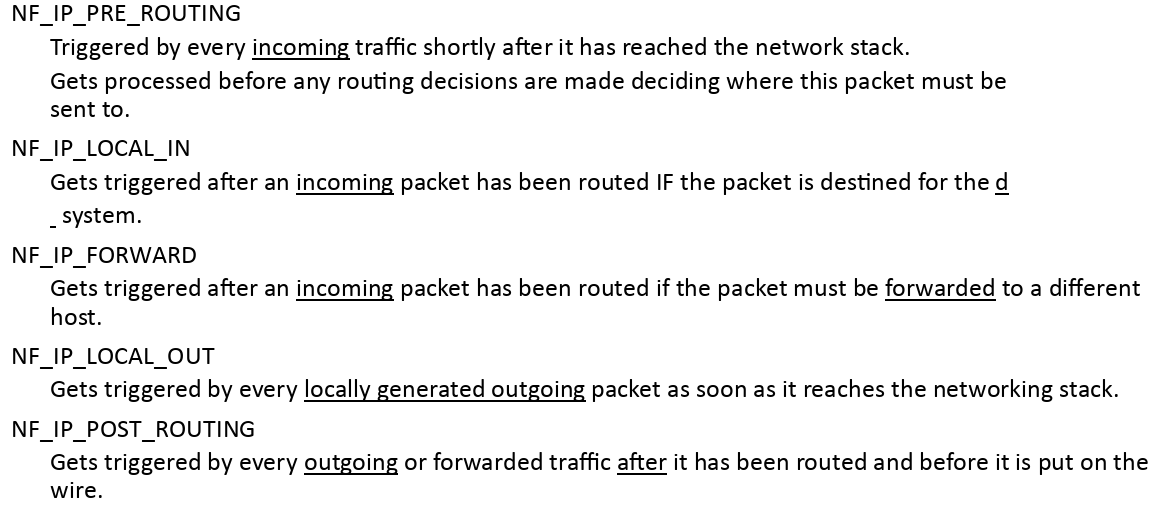 NF_IP_PRE_ROUTING
Triggered by every incoming traffic shortly after it has reached the network stack.
Gets processed before any routing decisions are made deciding where this packet must be
sent to.
NF_IP_LOCAL_IN
Gets triggered after an incoming packet has been routed IF the packet is destined for the d
_ system.
NF_IP_FORWARD
Gets triggered after an incoming packet has been routed if the packet must be forwarded to a different
host.
NF_IP_LOCAL_OUT
Gets triggered by every locally generated outgoing packet as soon as it reaches the networking stack.
NF_IP_POST_ROUTING
Gets triggered by every outgoing or forwarded traffic after it has been routed and before it is put on the
wire.